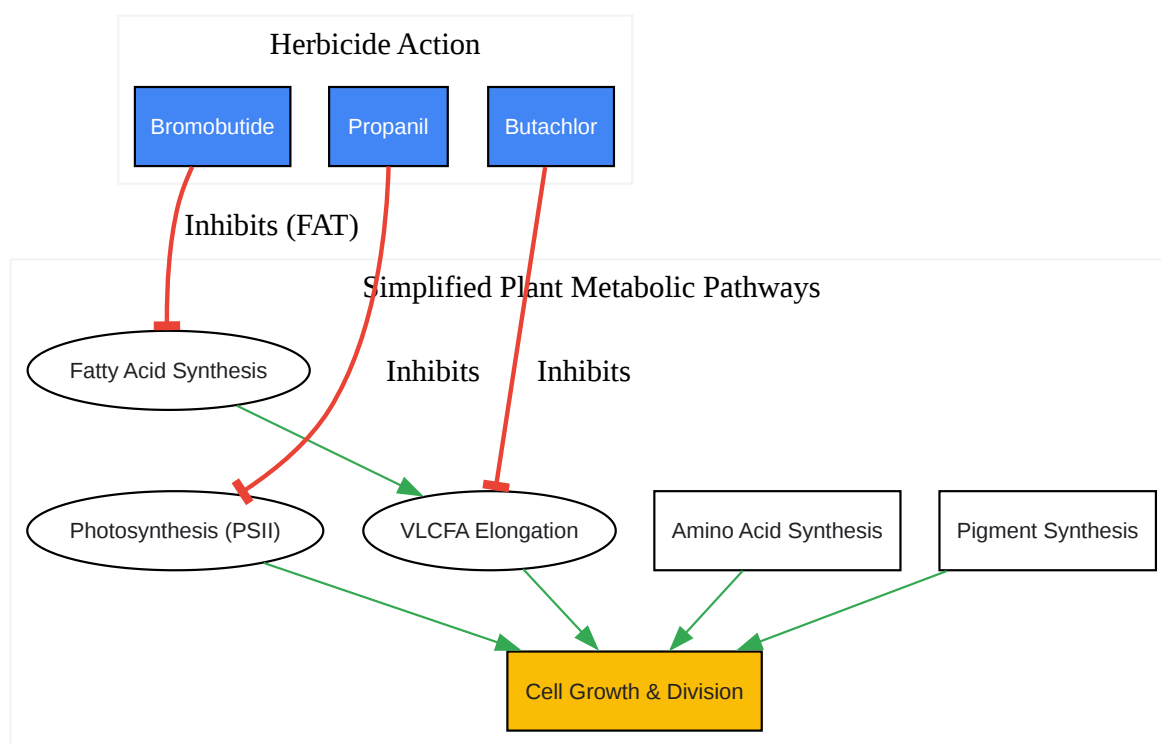 Herbicide Action
Bromobutide
Propanil
Butachlor
Inhibits (FAT)
Simplified Plant Metabolic Pathways
Fatty Acid Synthesis
Inhibits
Inhibits
Photosynthesis (PSII)
VLCFA Elongation
Amino Acid Synthesis
Pigment Synthesis
Cell Growth & Division